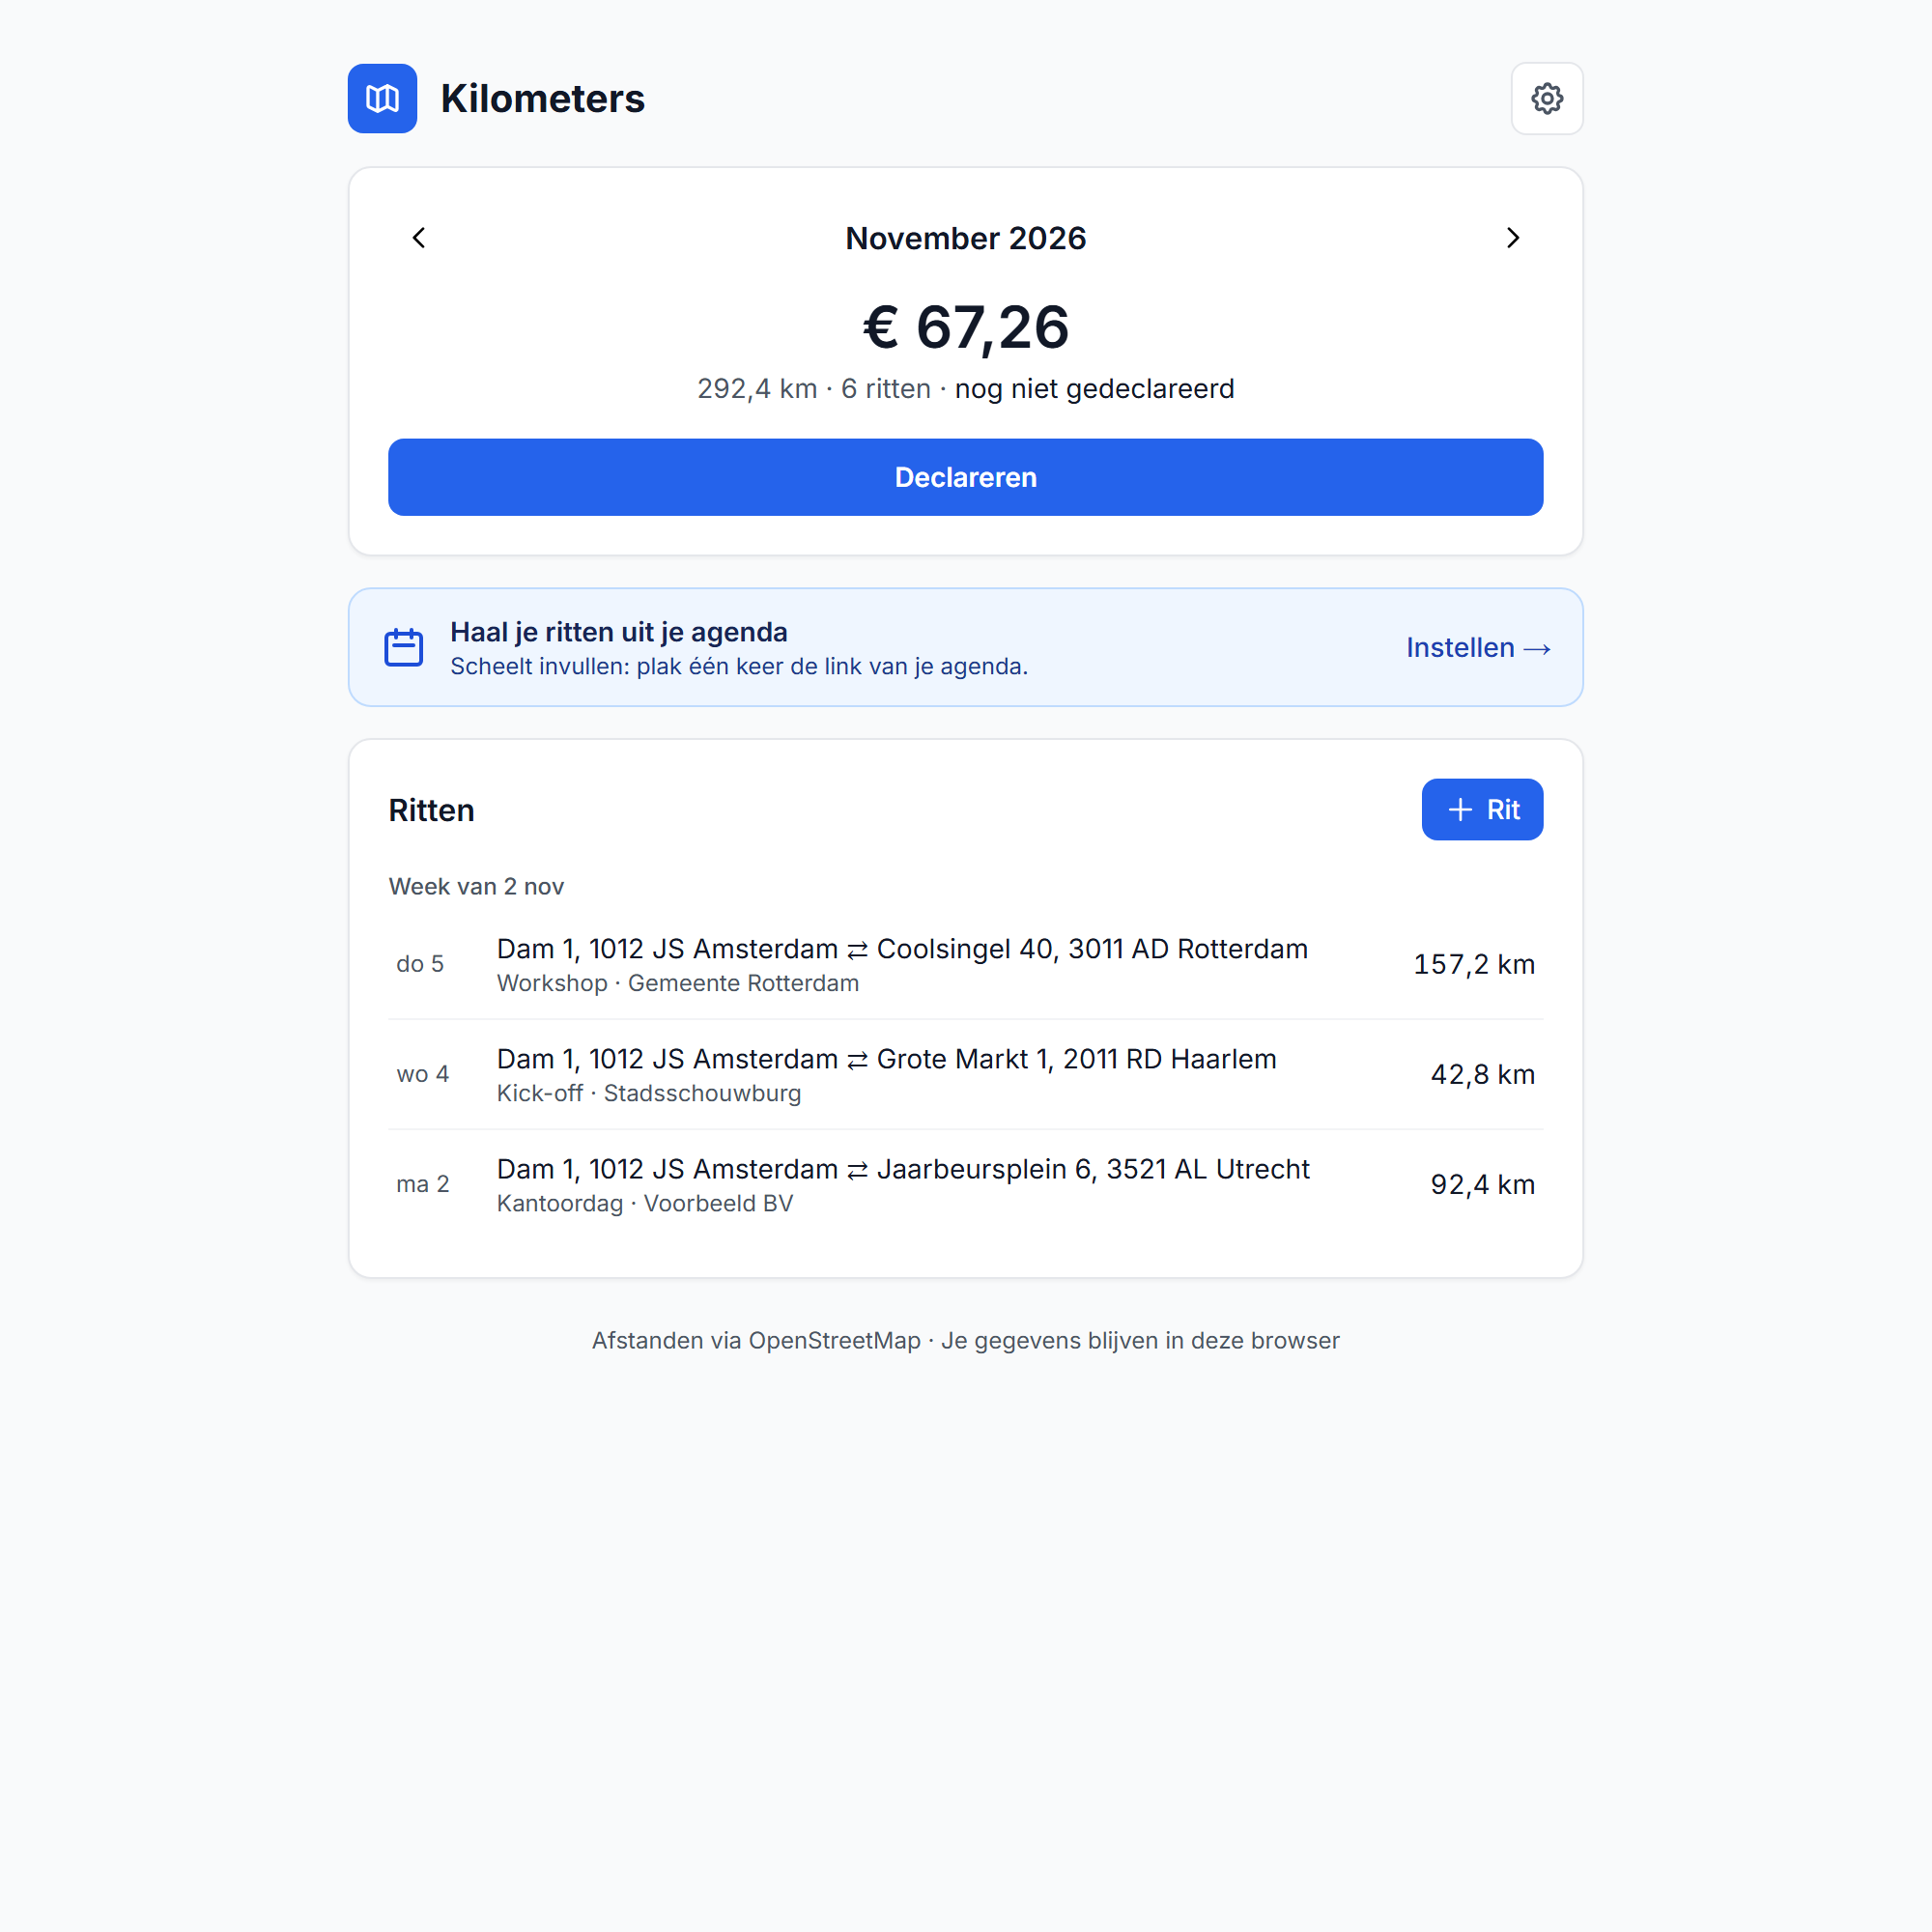 Kilometers
November 2026
€ 67,26
292,4 km · 6 ritten · nog niet gedeclareerd
Declareren
Haal je ritten uit je agenda
Scheelt invullen: plak één keer de link van je agenda.
Instellen →
Ritten
+ Rit
Week van 2 nov
do 5
Dam 1, 1012 JS Amsterdam ⇄ Coolsingel 40, 3011 AD Rotterdam
Workshop · Gemeente Rotterdam
157,2 km
wo 4
Dam 1, 1012 JS Amsterdam ⇄ Grote Markt 1, 2011 RD Haarlem
Kick-off · Stadsschouwburg
42,8 km
ma 2
Dam 1, 1012 JS Amsterdam ⇄ Jaarbeursplein 6, 3521 AL Utrecht
Kantoordag · Voorbeeld BV
92,4 km
Afstanden via OpenStreetMap · Je gegevens blijven in deze browser